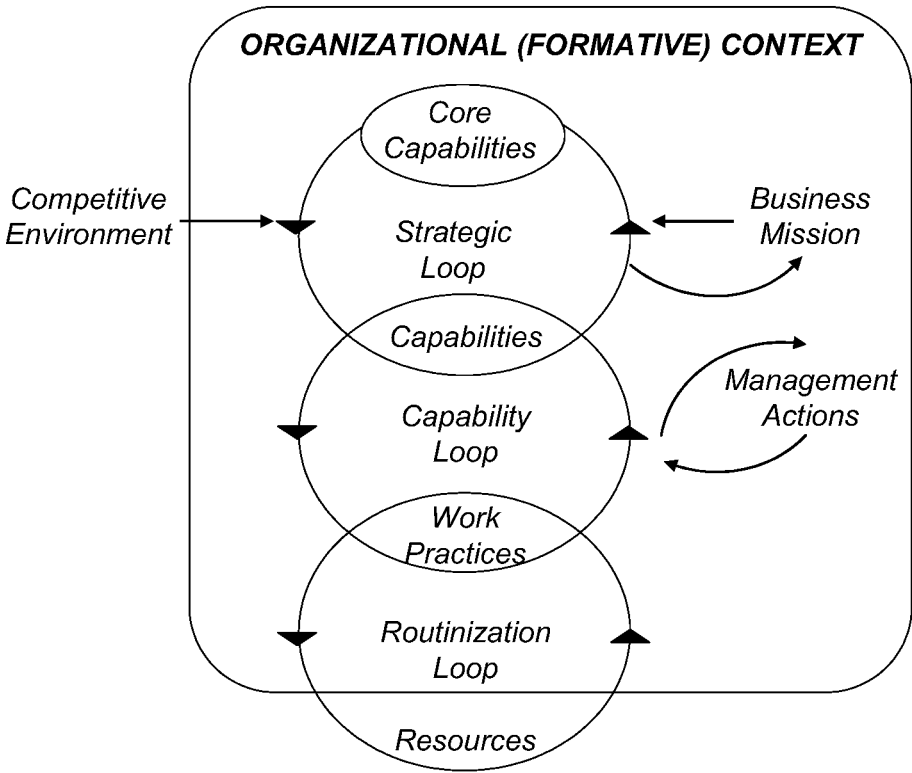 ORGANIZATIONAL (FORMATIVE) CONTEXT
Core
Capabilities
Competitive
Environment
Business
Mission
Strategic
Loop
Capabilities
Management
Actions
Capability
Loop
Work
Practices
Routinization
Loop
Resources